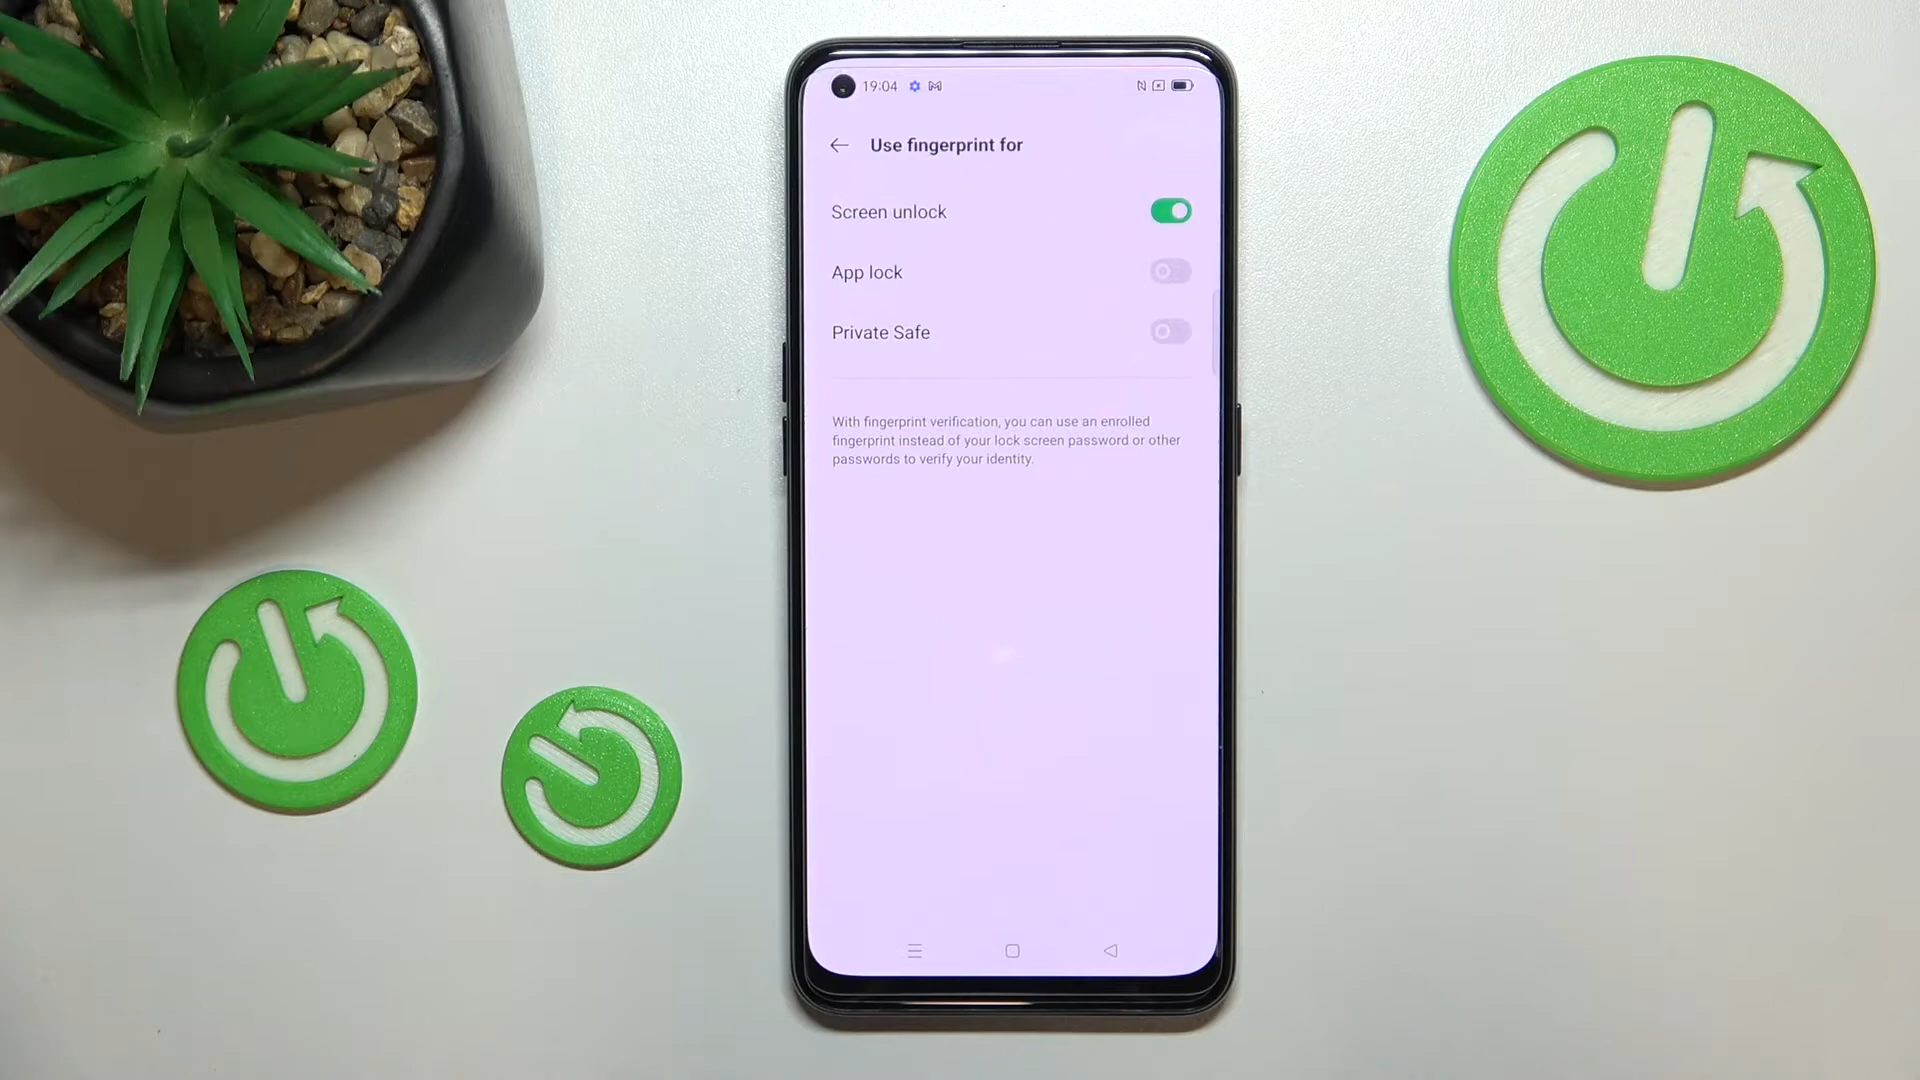 19:04
Use fingerprint for
Screen unlock
App lock
Private Safe
With fingerprint verification, you can use an enrolled
fingerprint instead of your lock screen password or other
passwords to verify your identity.